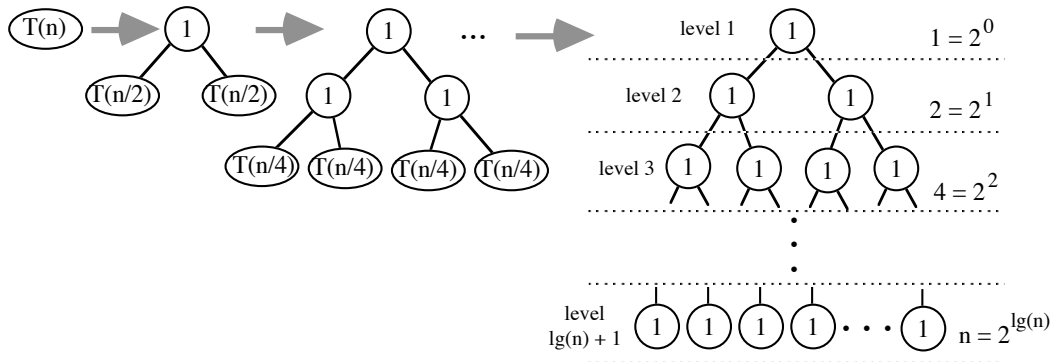 T(n)
1
T(n/2) T(n/2)
1
1 1
T(n/4) T(n/4) T(n/4) T(n/4)
...
level 1 1 1 = 2^0
level 2 1 1 2 = 2^1
level 3 1 1 1 1 4 = 2^2
level
lg(n) + 1 1 1 1 1 ... 1 n = 2^lg(n)